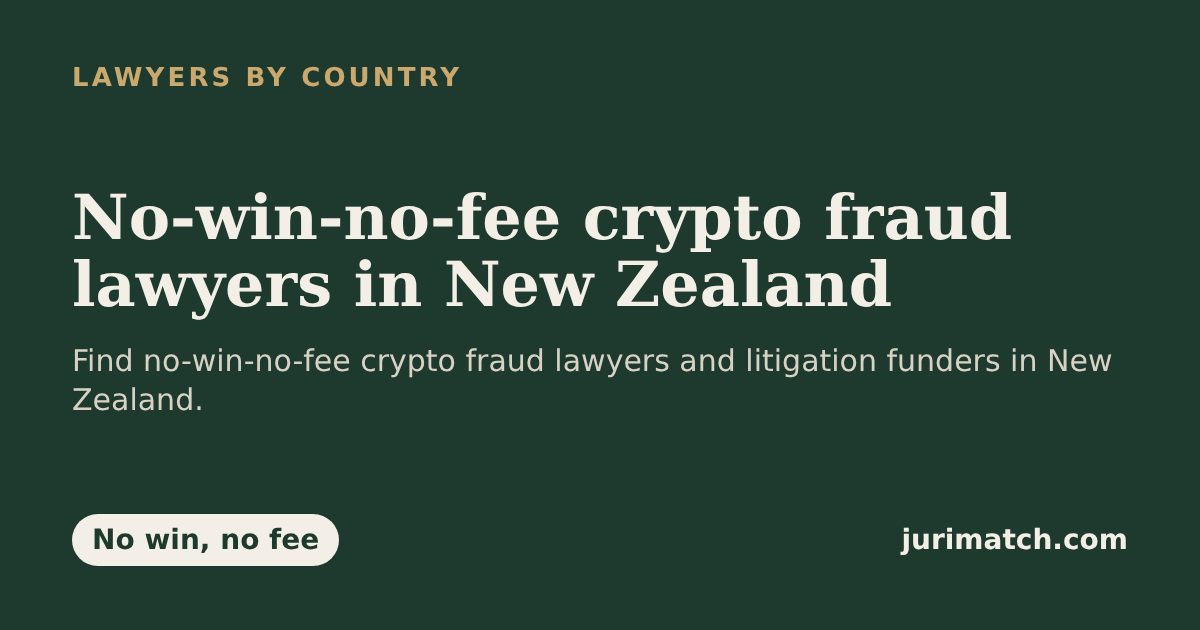 LAWYERS BY COUNTRY
No-win-no-fee crypto fraud
lawyers in New Zealand
Find no-win-no-fee crypto fraud lawyers and litigation funders in New
Zealand.
No win, no fee
jurimatch.com